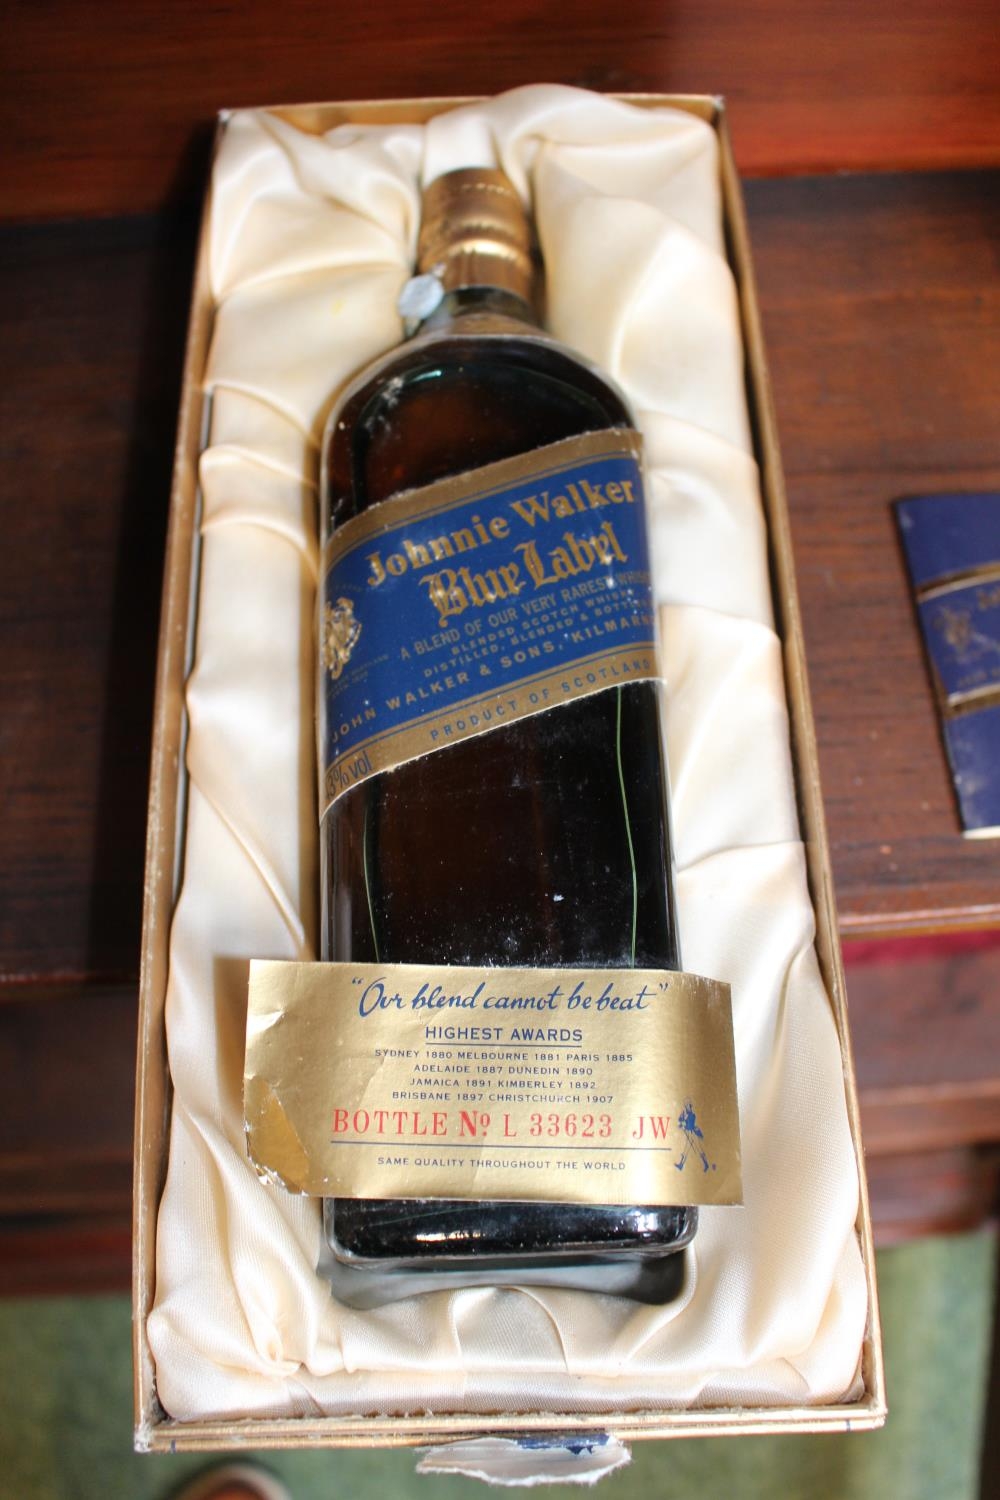 Johnnie Walker
Blue Label
A BLEND OF OUR VERY RAREST
BLENDED SCOTCH WHISKY
DISTILLED, BLENDED &
JOHN WALKER & SONS,
PRODUCT OF SCOTLAND
3% vol
"Our blend cannot be beat"
HIGHEST AWARDS
SYDNEY 1880 MELBOURNE 1881 PARIS 1885
ADELAIDE 1887 DUNEDIN 1890
JAMAICA 1891 KIMBERLEY 1892
BRISBANE 1897 CHRISTCHURCH 1907
BOTTLE Nº L 33623 JW
SAME QUALITY THROUGHOUT THE WORLD